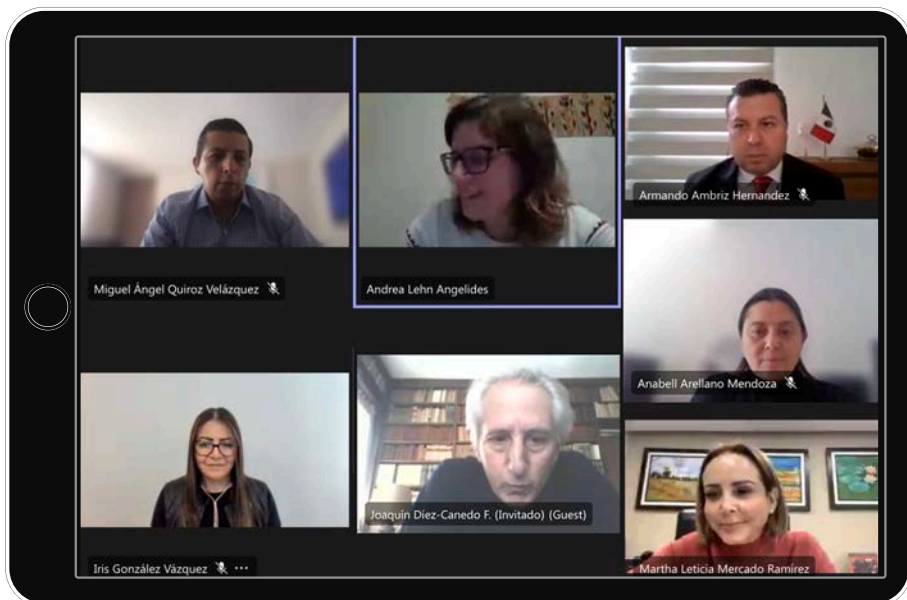 Miguel Ángel Quiroz Velázquez
Andrea Lehn Angelides
Armando Ambriz Hernandez
Anabell Arellano Mendoza
Iris González Vázquez
Joaquín Díez-Canedo F. (Invitado) (Guest)
Martha Leticia Mercado Ramírez